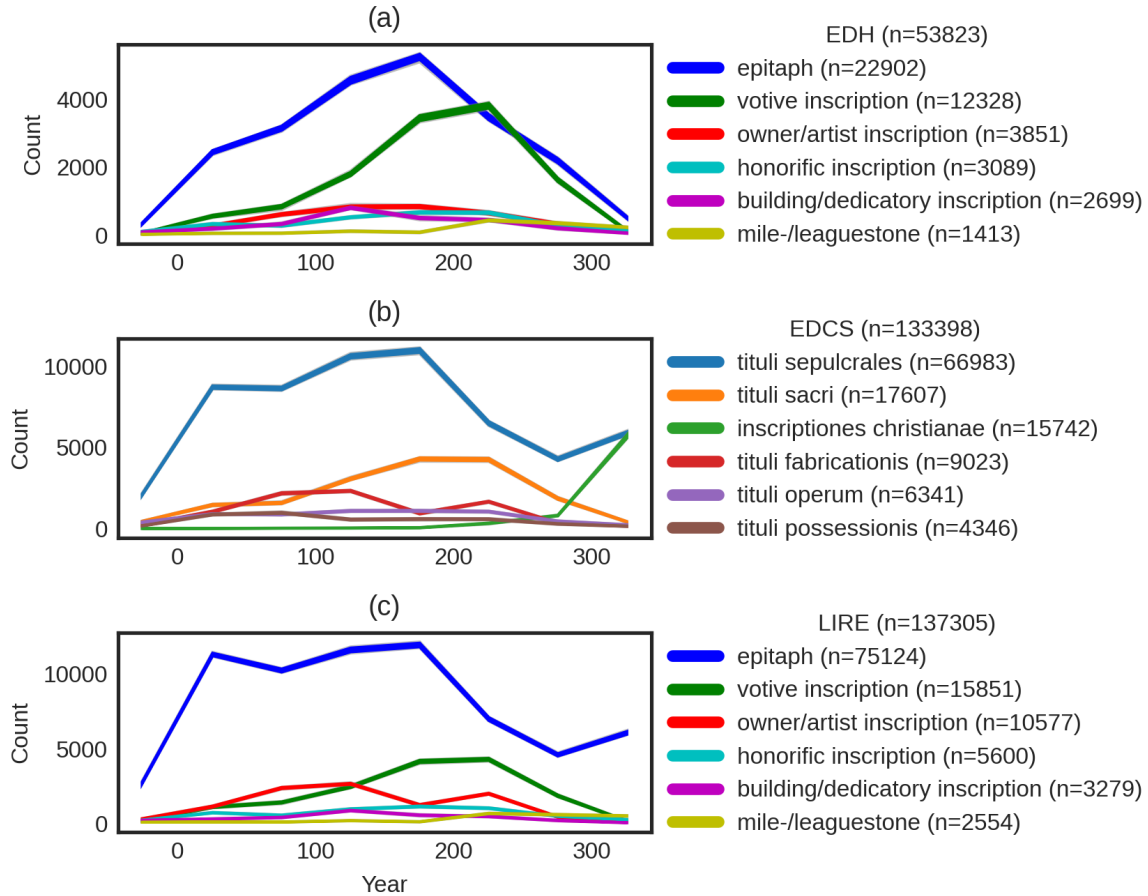 (a)
EDH (n=53823)
epitaph (n=22902)
votive inscription (n=12328)
owner/artist inscription (n=3851)
honorific inscription (n=3089)
building/dedicatory inscription (n=2699)
mile-/leaguestone (n=1413)
Count
4000
2000
0
0 100 200 300
(b)
EDCS (n=133398)
tituli sepulcrales (n=66983)
tituli sacri (n=17607)
inscriptiones christianae (n=15742)
tituli fabricationis (n=9023)
tituli operum (n=6341)
tituli possessionis (n=4346)
Count
10000
5000
0
0 100 200 300
(c)
LIRE (n=137305)
epitaph (n=75124)
votive inscription (n=15851)
owner/artist inscription (n=10577)
honorific inscription (n=5600)
building/dedicatory inscription (n=3279)
mile-/leaguestone (n=2554)
Count
10000
5000
0
0 100 200 300
Year